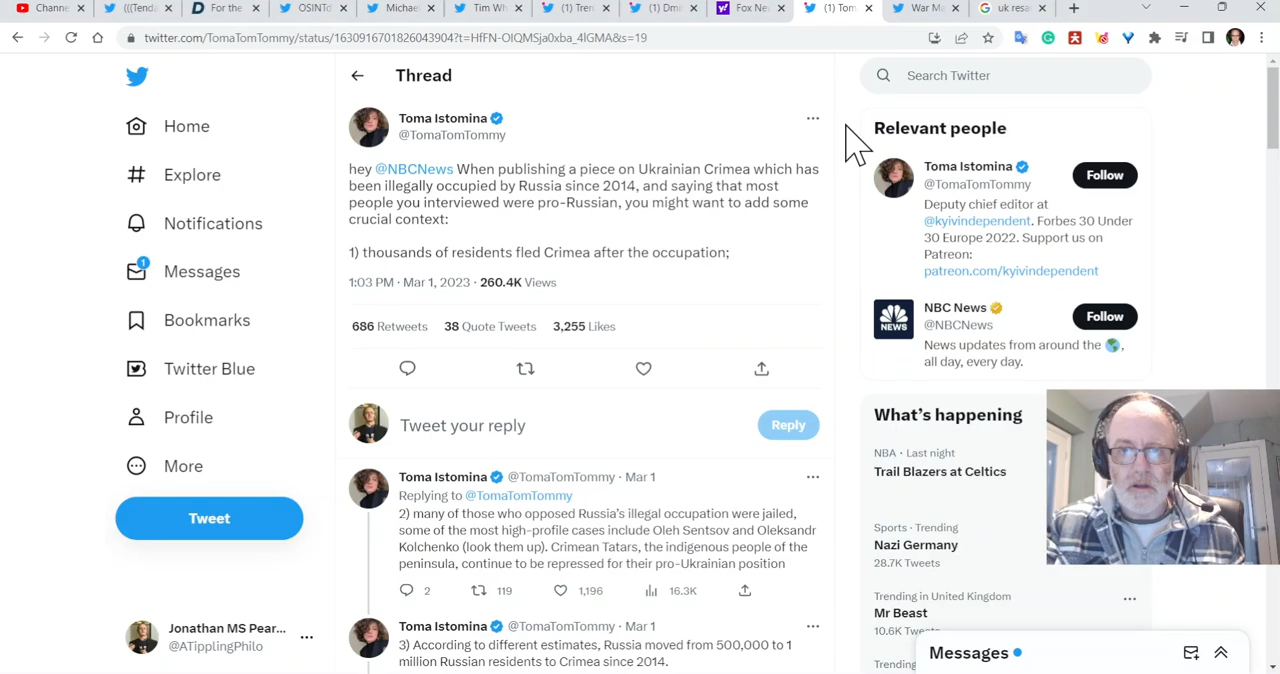 Channe
((Tenda
For the
OSINTo
Michae
Tim Wh
(1) Tren
(1) Dmi
Fox Ne
(1) Tom
War Ma
uk resa
twitter.com/TomaTomTommy/status/1630916701826043904?t=HfFN-OIQMSja0xba_4lGMA&s=19
Home
Explore
Notifications
1
Messages
Bookmarks
Twitter Blue
Profile
More
Tweet
Jonathan MS Pear...
@ATipplingPhilo
Thread
Toma Istomina
@TomaTomTommy
hey @NBCNews When publishing a piece on Ukrainian Crimea which has
been illegally occupied by Russia since 2014, and saying that most
people you interviewed were pro-Russian, you might want to add some
crucial context:
1) thousands of residents fled Crimea after the occupation;
1:03 PM · Mar 1, 2023 · 260.4K Views
686 Retweets 38 Quote Tweets 3,255 Likes
Tweet your reply
Reply
Toma Istomina @TomaTomTommy · Mar 1
Replying to @TomaTomTommy
2) many of those who opposed Russia's illegal occupation were jailed,
some of the most high-profile cases include Oleh Sentsov and Oleksandr
Kolchenko (look them up). Crimean Tatars, the indigenous people of the
peninsula, continue to be repressed for their pro-Ukrainian position
2 119 1,196 16.3K
Toma Istomina @TomaTomTommy · Mar 1
3) According to different estimates, Russia moved from 500,000 to 1
million Russian residents to Crimea since 2014.
Search Twitter
Relevant people
Toma Istomina
@TomaTomTommy
Follow
Deputy chief editor at
@kyivindependent. Forbes 30 Under
30 Europe 2022. Support us on
Patreon:
patreon.com/kyivindependent
NEWS
NBC News
@NBCNews
Follow
News updates from around the 🌎,
all day, every day.
What's happening
NBA · Last night
Trail Blazers at Celtics
Sports · Trending
Nazi Germany
28.7K Tweets
Trending in United Kingdom
Mr Beast
10.6K Tweets
Trending
Messages